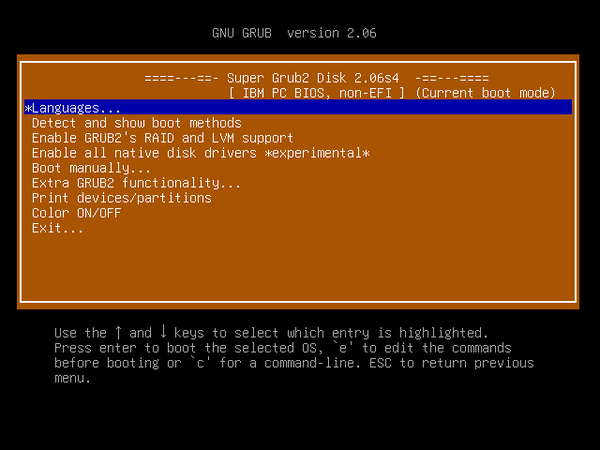 GNU GRUB  version 2.06
====---==- Super Grub2 Disk 2.06s4  -==---====
[ IBM PC BIOS, non-EFI ] (Current boot mode)
*Languages...
Detect and show boot methods
Enable GRUB2's RAID and LVM support
Enable all native disk drivers *experimental*
Boot manually...
Extra GRUB2 functionality...
Print devices/partitions
Color ON/OFF
Exit...
Use the ↑ and ↓ keys to select which entry is highlighted.
Press enter to boot the selected OS, `e' to edit the commands
before booting or `c' for a command-line. ESC to return previous
menu.